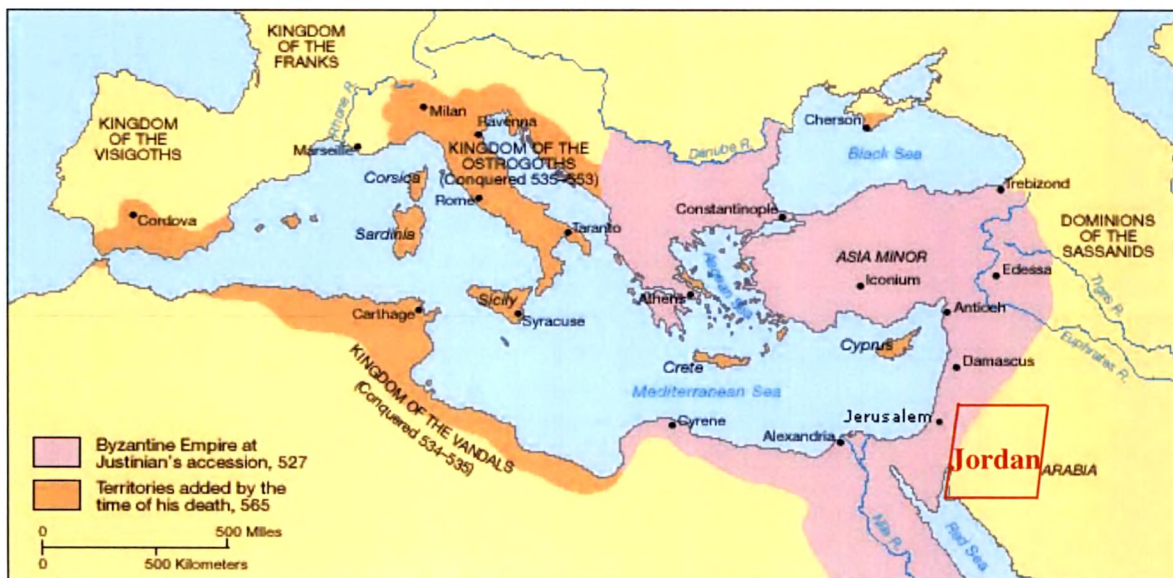 KINGDOM
OF THE
FRANKS
KINGDOM
OF THE
VISIGOTHS
Rhone R.
Milan
Ravenna
Marseille
KINGDOM OF THE
OSTROGOTHS
(Conquered 535–553)
Corsica
Rome
Cordova
Sardinia
Taranto
Danube R.
Cherson
Black Sea
Trebizond
Constantinople
DOMINIONS
OF THE
SASSANIDS
ASIA MINOR
Iconium
Edessa
Tigris R.
Aegean Sea
Athens
Sicily
Syracuse
Carthage
Antioch
Euphrates R.
Cyprus
Crete
Damascus
Mediterranean Sea
KINGDOM OF THE VANDALS
(Conquered 534–535)
Cyrene
Jerusalem
Alexandria
Jordan
ARABIA
Nile R.
Red Sea
Byzantine Empire at
Justinian's accession, 527
Territories added by the
time of his death, 565
0 500 Miles
0 500 Kilometers